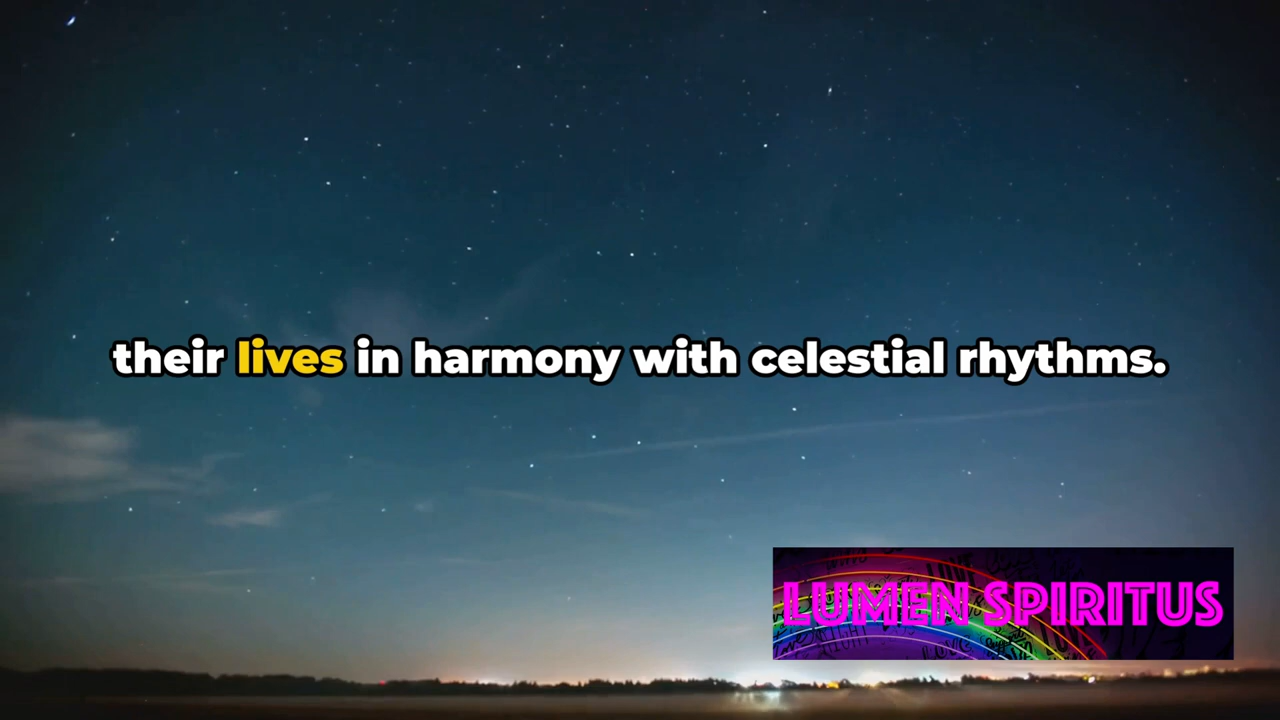 their lives in harmony with celestial rhythms.
LUMEN SPIRITUS